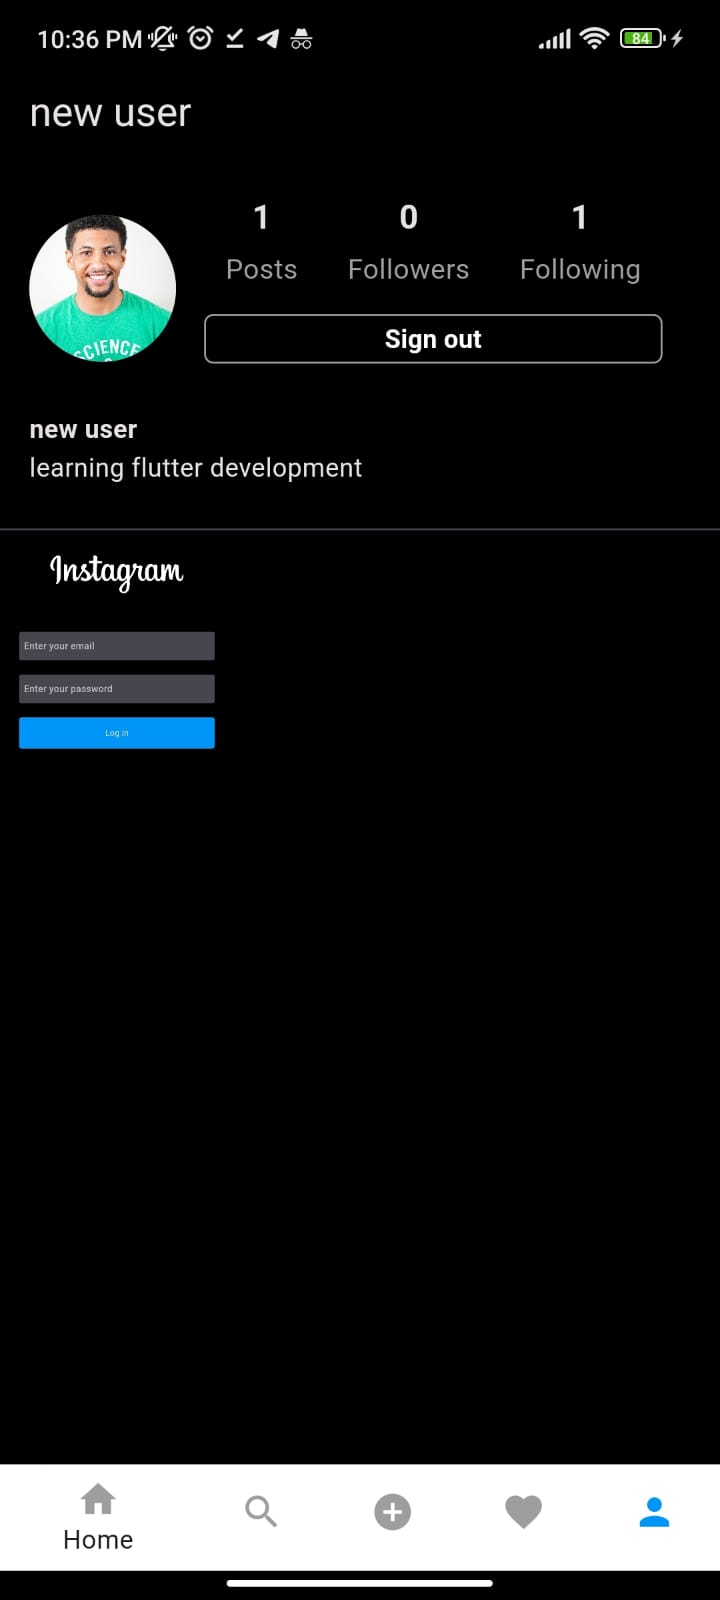 10:36 PM 84
new user
1 0 1
Posts Followers Following
SCIENCE
Sign out
new user
learning flutter development
Instagram
Enter your email
Enter your password
Log in
Home